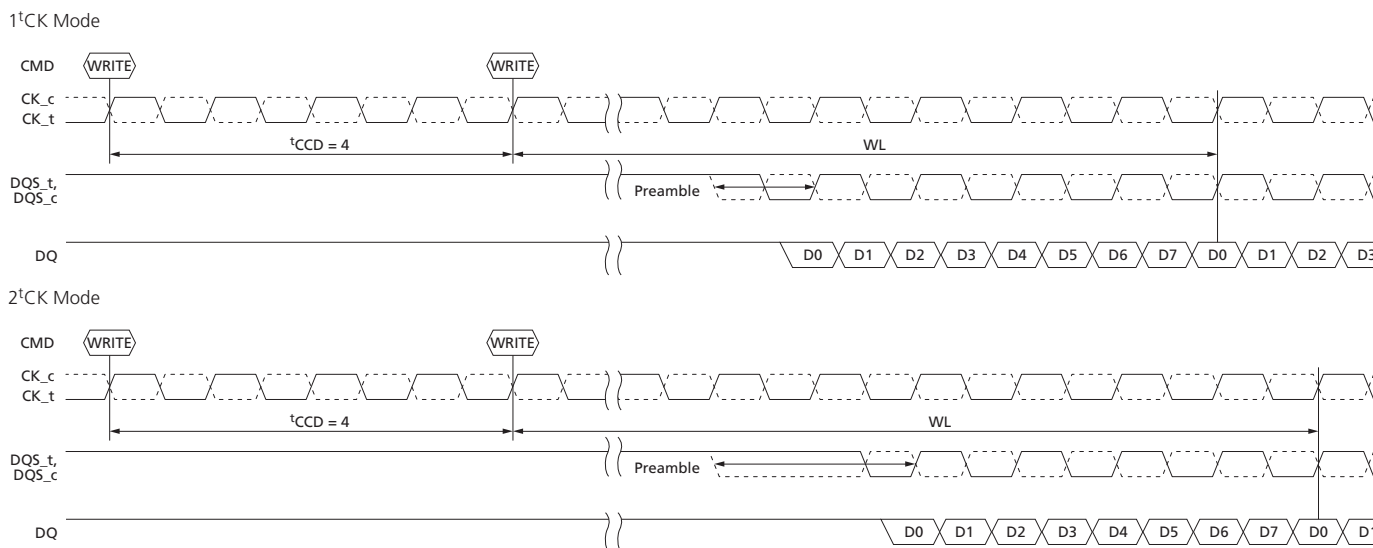 1tCK Mode
CMD WRITE WRITE
CK_c
CK_t
tCCD = 4 WL
DQS_t,
DQS_c
Preamble
DQ D0 D1 D2 D3 D4 D5 D6 D7 D0 D1 D2 D3
2tCK Mode
CMD WRITE WRITE
CK_c
CK_t
tCCD = 4 WL
DQS_t,
DQS_c
Preamble
DQ D0 D1 D2 D3 D4 D5 D6 D7 D0 D1